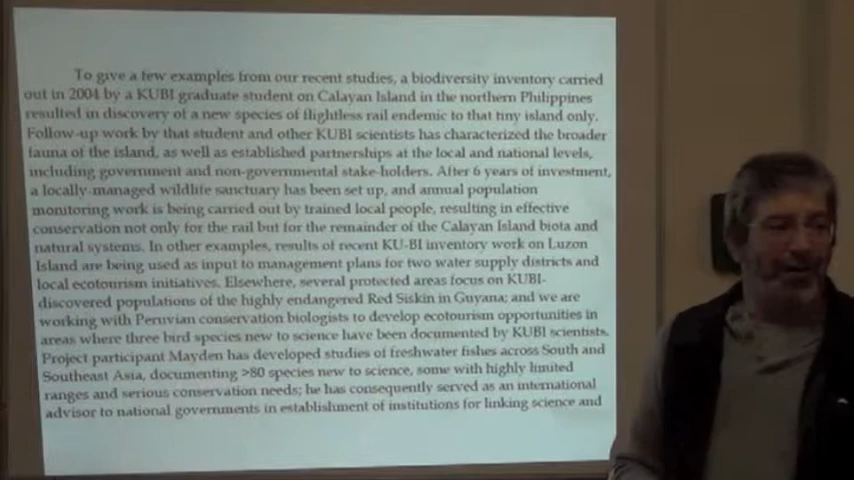 To give a few examples from our recent studies, a biodiversity inventory carried
out in 2004 by a KUBI graduate student on Calayan Island in the northern Philippines
resulted in discovery of a new species of flightless rail endemic to that tiny island only.
Follow-up work by that student and other KUBI scientists has characterized the broader
fauna of the island, as well as established partnerships at the local and national levels,
including government and non-governmental stake-holders. After 6 years of investment,
a locally-managed wildlife sanctuary has been set up, and annual population
monitoring work is being carried out by trained local people, resulting in effective
conservation not only for the rail but for the remainder of the Calayan Island biota and
natural systems. In other examples, results of recent KU-BI inventory work on Luzon
Island are being used as input to management plans for two water supply districts and
local ecotourism initiatives. Elsewhere, several protected areas focus on KUBI-
discovered populations of the highly endangered Red Siskin in Guyana; and we are
working with Peruvian conservation biologists to develop ecotourism opportunities in
areas where three bird species new to science have been documented by KUBI scientists.
Project participant Mayden has developed studies of freshwater fishes across South and
Southeast Asia, documenting >80 species new to science, some with highly limited
ranges and serious conservation needs; he has consequently served as an international
advisor to national governments in establishment of institutions for linking science and